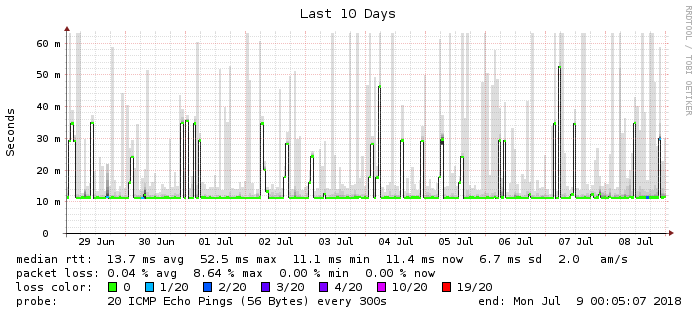 Last 10 Days
RRDTOOL / TOBI OETIKER
Seconds
60 m
50 m
40 m
30 m
20 m
10 m
0
29 Jun 30 Jun 01 Jul 02 Jul 03 Jul 04 Jul 05 Jul 06 Jul 07 Jul 08 Jul
median rtt: 13.7 ms avg 52.5 ms max 11.1 ms min 11.4 ms now 6.7 ms sd 2.0 am/s
packet loss: 0.04 % avg 8.64 % max 0.00 % min 0.00 % now
loss color: 0 1/20 2/20 3/20 4/20 10/20 19/20
probe: 20 ICMP Echo Pings (56 Bytes) every 300s end: Mon Jul 9 00:05:07 2018